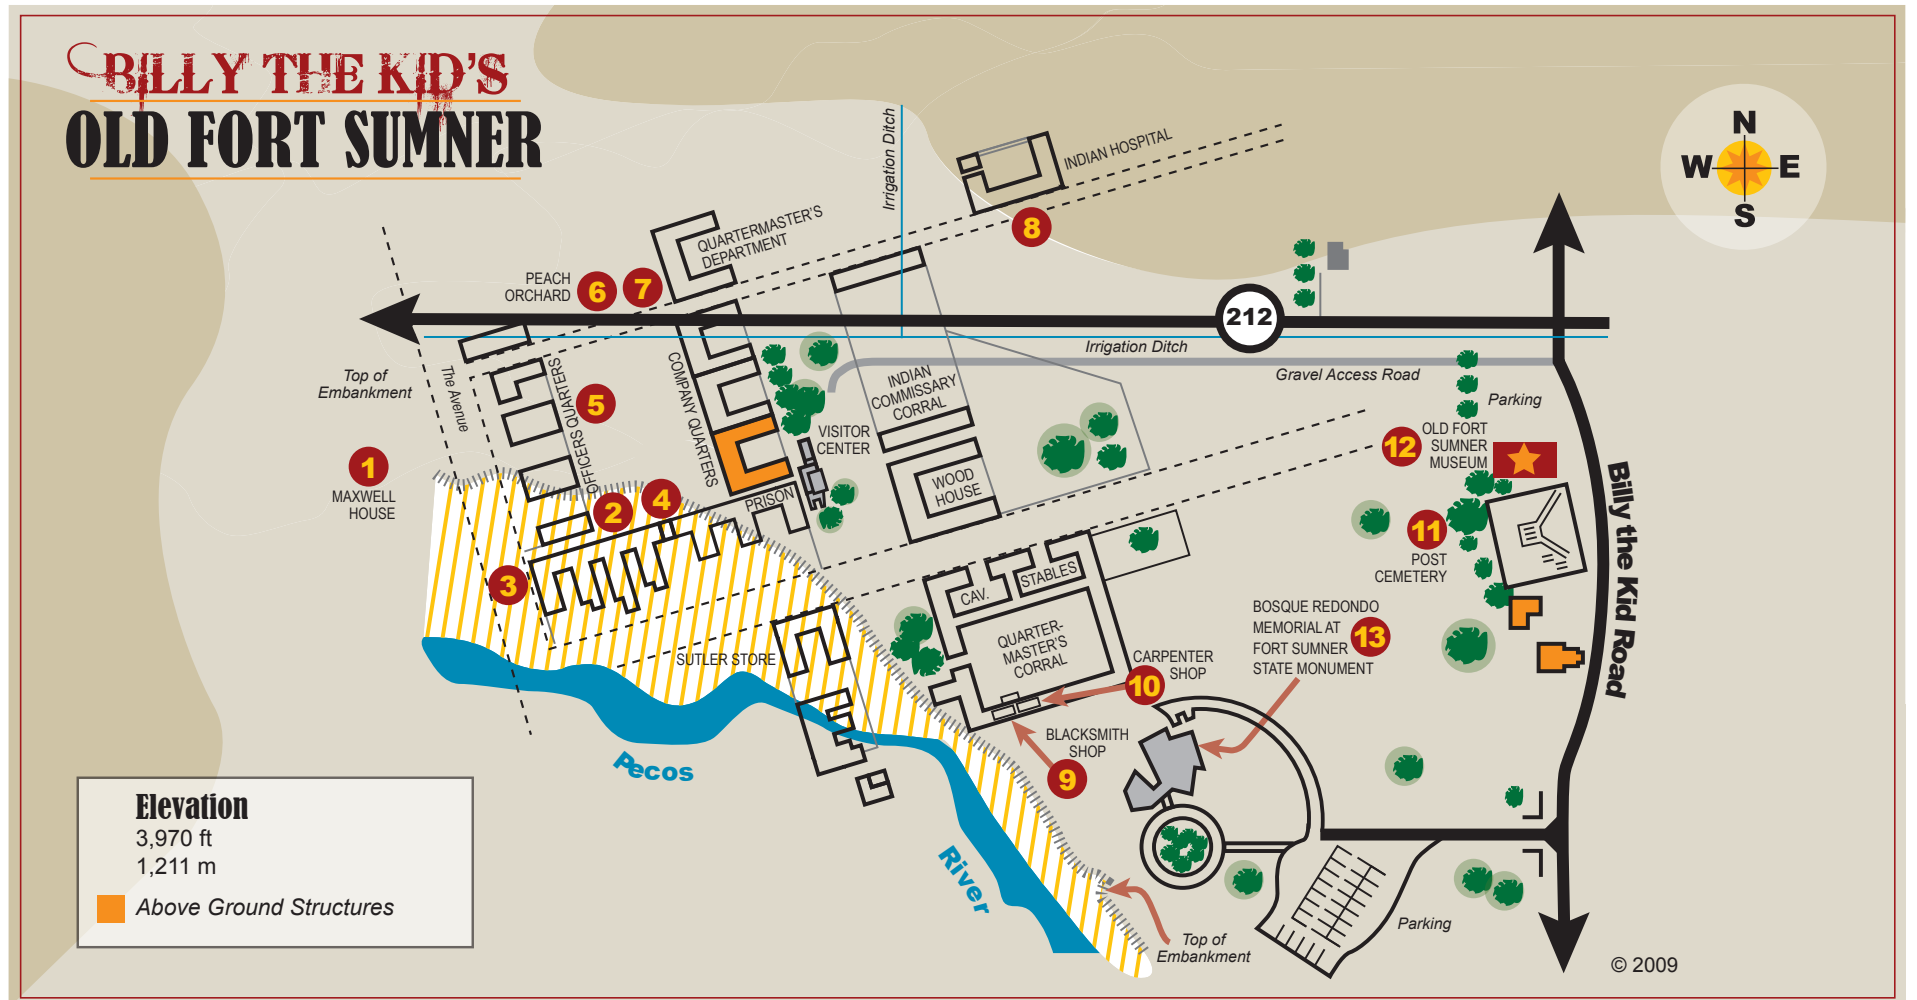 BILLY THE KID'S
OLD FORT SUMNER
N
W E
S
Irrigation Ditch
INDIAN HOSPITAL
8
QUARTERMASTER'S
DEPARTMENT
PEACH
ORCHARD
6
7
212
Irrigation Ditch
Gravel Access Road
Top of
Embankment
The Avenue
OFFICERS QUARTERS
5
COMPANY QUARTERS
INDIAN
COMMISSARY
CORRAL
VISITOR
CENTER
WOOD
HOUSE
PRISON
1
MAXWELL
HOUSE
2
4
3
Parking
12
OLD FORT
SUMNER
MUSEUM
11
POST
CEMETERY
Billy the Kid Road
CAV.
STABLES
QUARTER-
MASTER'S
CORRAL
SUTLER STORE
CARPENTER
SHOP
10
BLACKSMITH
SHOP
9
BOSQUE REDONDO
MEMORIAL AT
FORT SUMNER
STATE MONUMENT
13
Pecos
River
Top of
Embankment
Parking
Elevation
3,970 ft
1,211 m
Above Ground Structures
© 2009